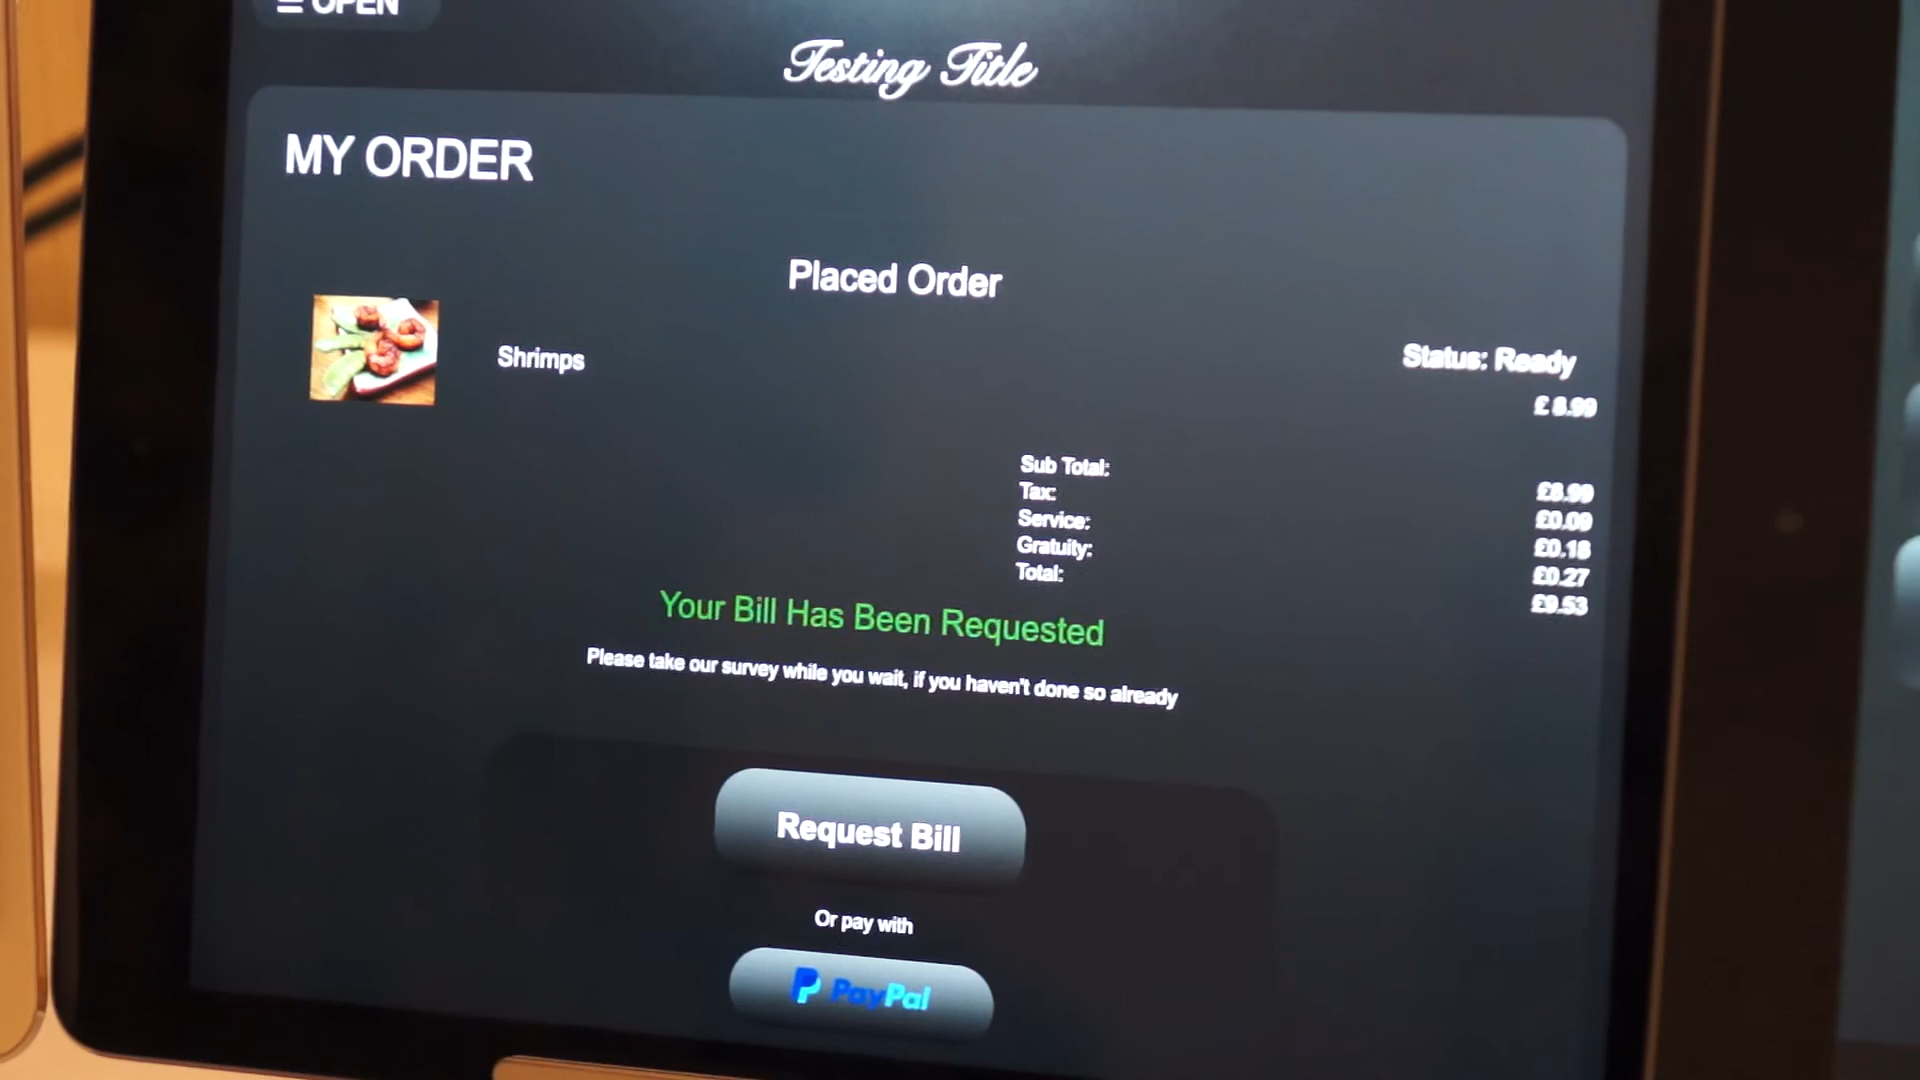 ☰ OPEN
Testing Title
MY ORDER
Placed Order
Shrimps
Status: Ready
£ 8.99
Sub Total: £8.99
Tax: £0.09
Service: £0.18
Gratuity: £0.27
Total: £9.53
Your Bill Has Been Requested
Please take our survey while you wait, if you haven't done so already
Request Bill
Or pay with
PayPal